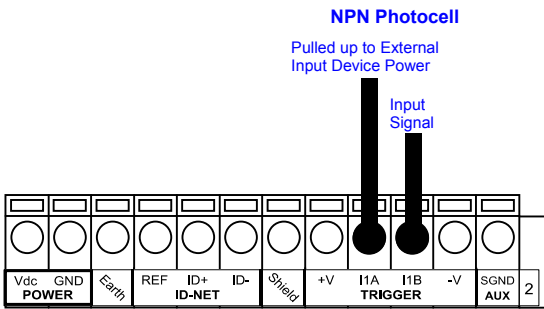 NPN Photocell
Pulled up to External
Input Device Power
Input
Signal
Vdc GND Earth REF ID+ ID- Shield +V I1A I1B -V SGND 2
POWER ID-NET TRIGGER AUX